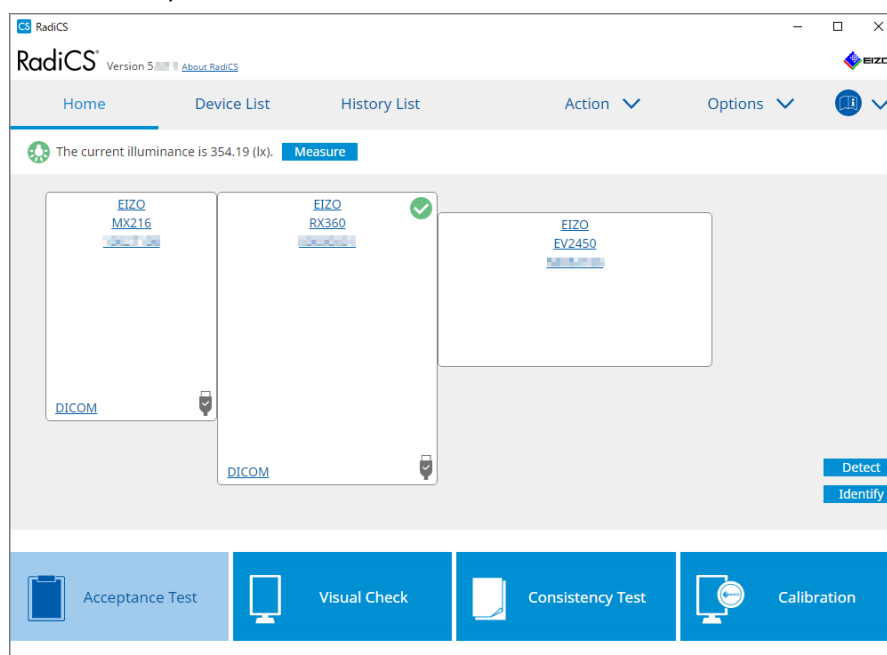 CS RadiCS
RadiCS® Version 5. About RadiCS
EIZO
Home Device List History List Action Options
The current illuminance is 354.19 (lx). Measure
EIZO
MX216
DICOM
EIZO
RX360
DICOM
EIZO
EV2450
Detect
Identify
Acceptance Test Visual Check Consistency Test Calibration